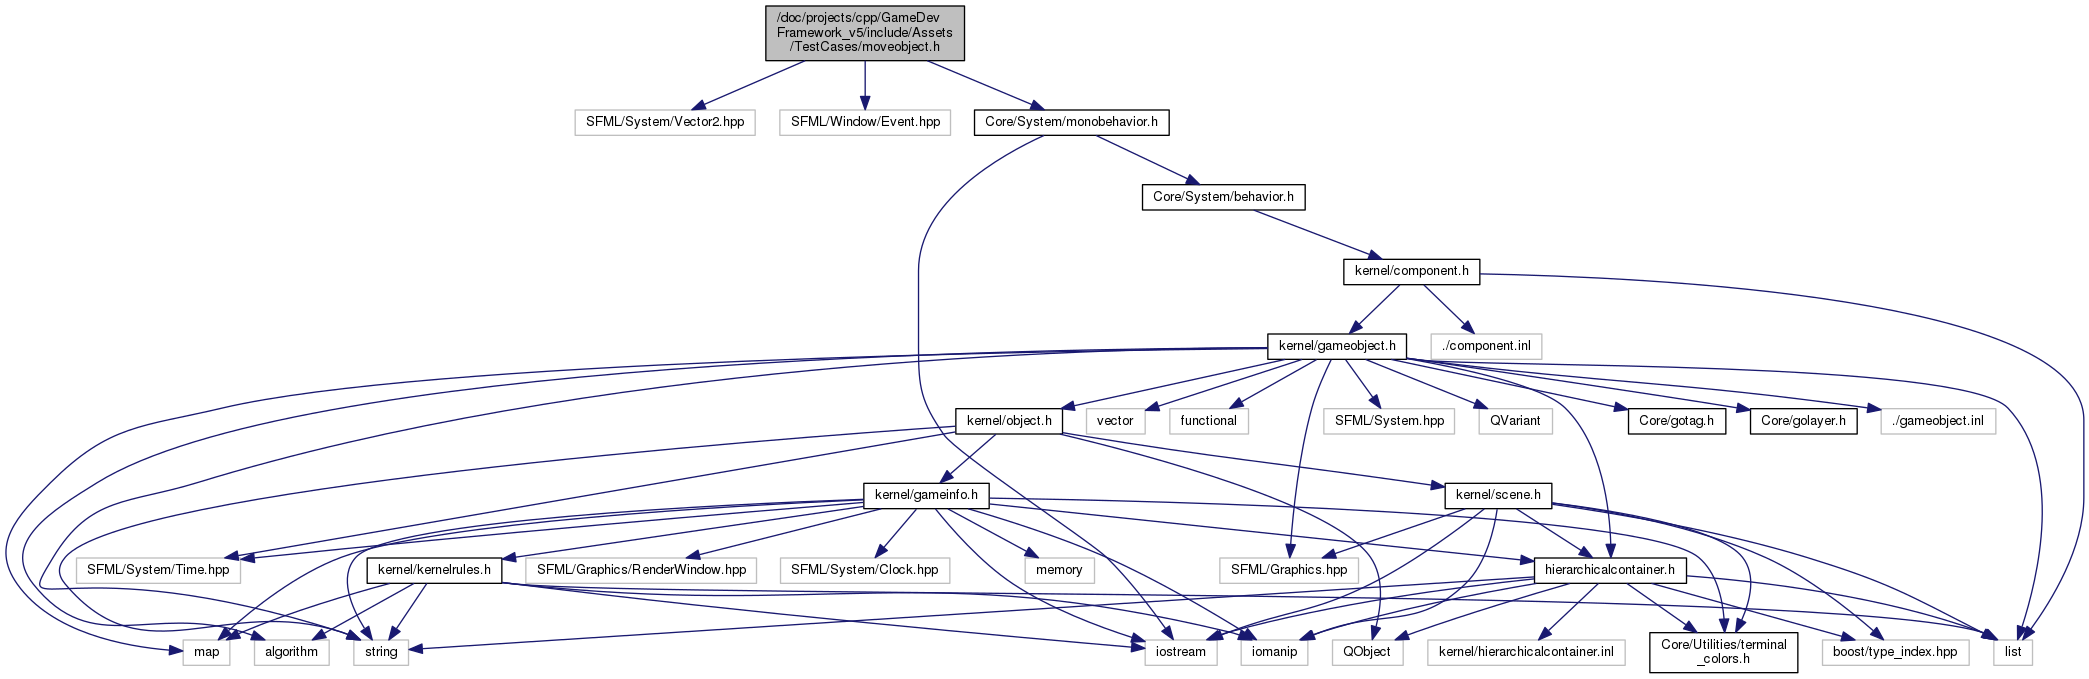 /doc/projects/cpp/GameDev
Framework_v5/include/Assets
/TestCases/moveobject.h
SFML/System/Vector2.hpp
SFML/Window/Event.hpp
Core/System/monobehavior.h
Core/System/behavior.h
kernel/component.h
kernel/gameobject.h
./component.inl
kernel/object.h
vector
functional
SFML/System.hpp
QVariant
Core/gotag.h
Core/golayer.h
./gameobject.inl
kernel/gameinfo.h
kernel/scene.h
SFML/System/Time.hpp
kernel/kernelrules.h
SFML/Graphics/RenderWindow.hpp
SFML/System/Clock.hpp
memory
SFML/Graphics.hpp
hierarchicalcontainer.h
map
algorithm
string
iostream
iomanip
QObject
kernel/hierarchicalcontainer.inl
Core/Utilities/terminal
_colors.h
boost/type_index.hpp
list